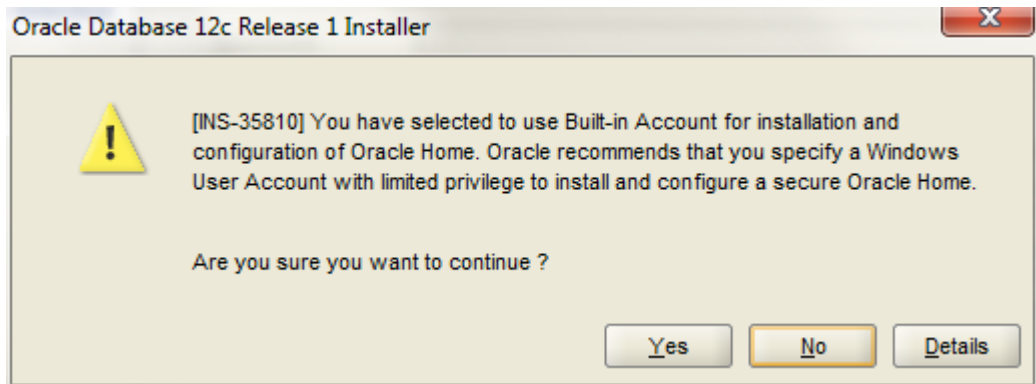 Oracle Database 12c Release 1 Installer
[INS-35810] You have selected to use Built-in Account for installation and
configuration of Oracle Home. Oracle recommends that you specify a Windows
User Account with limited privilege to install and configure a secure Oracle Home.
Are you sure you want to continue ?
Yes No Details